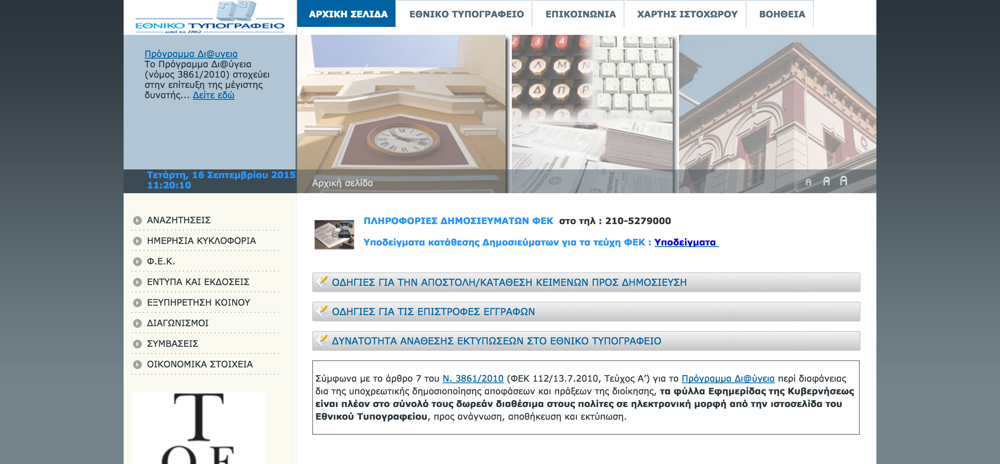 ΕΘΝΙΚΟ ΤΥΠΟΓΡΑΦΕΙΟ
από το 1862
ΑΡΧΙΚΗ ΣΕΛΙΔΑ
ΕΘΝΙΚΟ ΤΥΠΟΓΡΑΦΕΙΟ
ΕΠΙΚΟΙΝΩΝΙΑ
ΧΑΡΤΗΣ ΙΣΤΟΧΩΡΟΥ
ΒΟΗΘΕΙΑ
Πρόγραμμα Δι@υγεια
Το Πρόγραμμα Δι@ύγεια
(νόμος 3861/2010) στοχεύει
στην επίτευξη της μέγιστης
δυνατής... Δείτε εδώ
Τετάρτη, 16 Σεπτεμβρίου 2015
11:20:10
Αρχική σελίδα
A A A
ΑΝΑΖΗΤΗΣΕΙΣ
ΗΜΕΡΗΣΙΑ ΚΥΚΛΟΦΟΡΙΑ
Φ.Ε.Κ.
ΕΝΤΥΠΑ ΚΑΙ ΕΚΔΟΣΕΙΣ
ΕΞΥΠΗΡΕΤΗΣΗ ΚΟΙΝΟΥ
ΔΙΑΓΩΝΙΣΜΟΙ
ΣΥΜΒΑΣΕΙΣ
ΟΙΚΟΝΟΜΙΚΑ ΣΤΟΙΧΕΙΑ
ΠΛΗΡΟΦΟΡΙΕΣ ΔΗΜΟΣΙΕΥΜΑΤΩΝ ΦΕΚ στο τηλ : 210-5279000
Υποδείγματα κατάθεσης Δημοσιεύματων για τα τεύχη ΦΕΚ : Υποδείγματα
ΟΔΗΓΙΕΣ ΓΙΑ ΤΗΝ ΑΠΟΣΤΟΛΗ/ΚΑΤΑΘΕΣΗ ΚΕΙΜΕΝΩΝ ΠΡΟΣ ΔΗΜΟΣΙΕΥΣΗ
ΟΔΗΓΙΕΣ ΓΙΑ ΤΙΣ ΕΠΙΣΤΡΟΦΕΣ ΕΓΓΡΑΦΩΝ
ΔΥΝΑΤΟΤΗΤΑ ΑΝΑΘΕΣΗΣ ΕΚΤΥΠΩΣΕΩΝ ΣΤΟ ΕΘΝΙΚΟ ΤΥΠΟΓΡΑΦΕΙΟ
Σύμφωνα με το άρθρο 7 του Ν. 3861/2010 (ΦΕΚ 112/13.7.2010, Τεύχος Α’) για το Πρόγραμμα Δι@ύγεια περί διαφάνειας
δια της υποχρεωτικής δημοσιοποίησης αποφάσεων και πράξεων της διοίκησης, τα φύλλα Εφημερίδας της Κυβερνήσεως
είναι πλέον στο σύνολό τους δωρεάν διαθέσιμα στους πολίτες σε ηλεκτρονική μορφή από την ιστοσελίδα του
Εθνικού Τυπογραφείου, προς ανάγνωση, αποθήκευση και εκτύπωση.